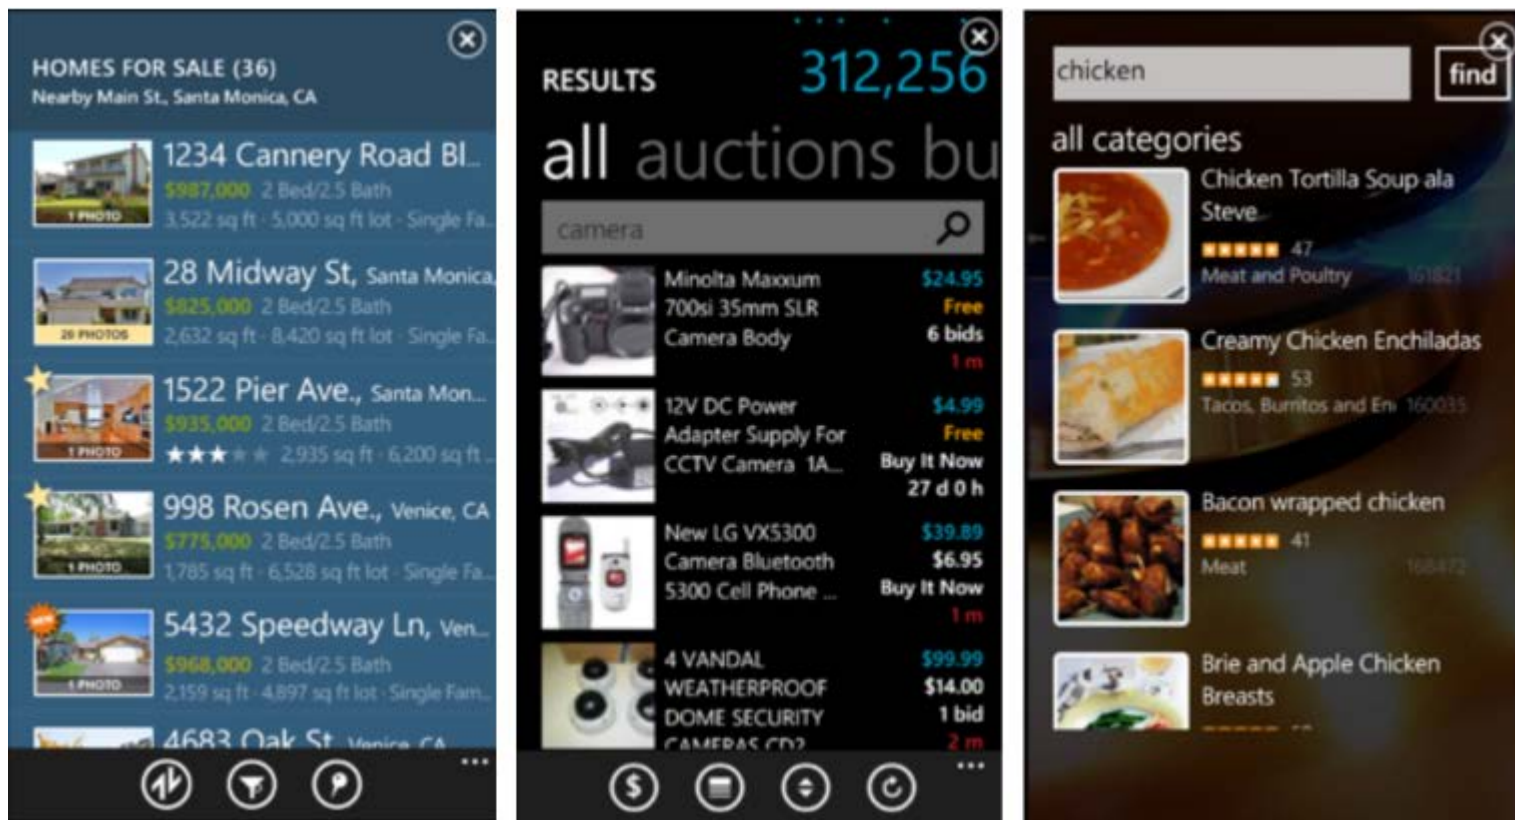 HOMES FOR SALE (36)
Nearby Main St., Santa Monica, CA
1234 Cannery Road Bl...
$987,000 2 Bed/2.5 Bath
1 PHOTO
3,522 sq ft · 5,000 sq ft lot · Single Fa...
28 Midway St, Santa Monica,
$825,000 2 Bed/2.5 Bath
26 PHOTOS
2,632 sq ft · 8,420 sq ft lot · Single Fa...
1522 Pier Ave., Santa Mon...
$935,000 2 Bed/2.5 Bath
1 PHOTO
2,935 sq ft · 6,200 sq ft ...
998 Rosen Ave., Venice, CA
$775,000 2 Bed/2.5 Bath
1 PHOTO
1,785 sq ft · 6,528 sq ft lot · Single Fa...
NEW
5432 Speedway Ln, Ven...
$968,000 2 Bed/2.5 Bath
1 PHOTO
2,159 sq ft · 4,897 sq ft lot · Single Fam...
4683 Oak St, Venice, CA
RESULTS
312,256
all auctions bu
camera
Minolta Maxxum $24.95
700si 35mm SLR Free
Camera Body 6 bids
1 m
12V DC Power $4.99
Adapter Supply For Free
CCTV Camera 1A... Buy It Now
27 d 0 h
New LG VX5300 $39.89
Camera Bluetooth $6.95
5300 Cell Phone ... Buy It Now
1 m
4 VANDAL $99.99
WEATHERPROOF $14.00
DOME SECURITY 1 bid
CAMERAS CD2 2 m
$
chicken
find
all categories
Chicken Tortilla Soup ala
Steve
47
Meat and Poultry 161821
Creamy Chicken Enchiladas
53
Tacos, Burritos and En 160035
Bacon wrapped chicken
41
Meat 168472
Brie and Apple Chicken
Breasts